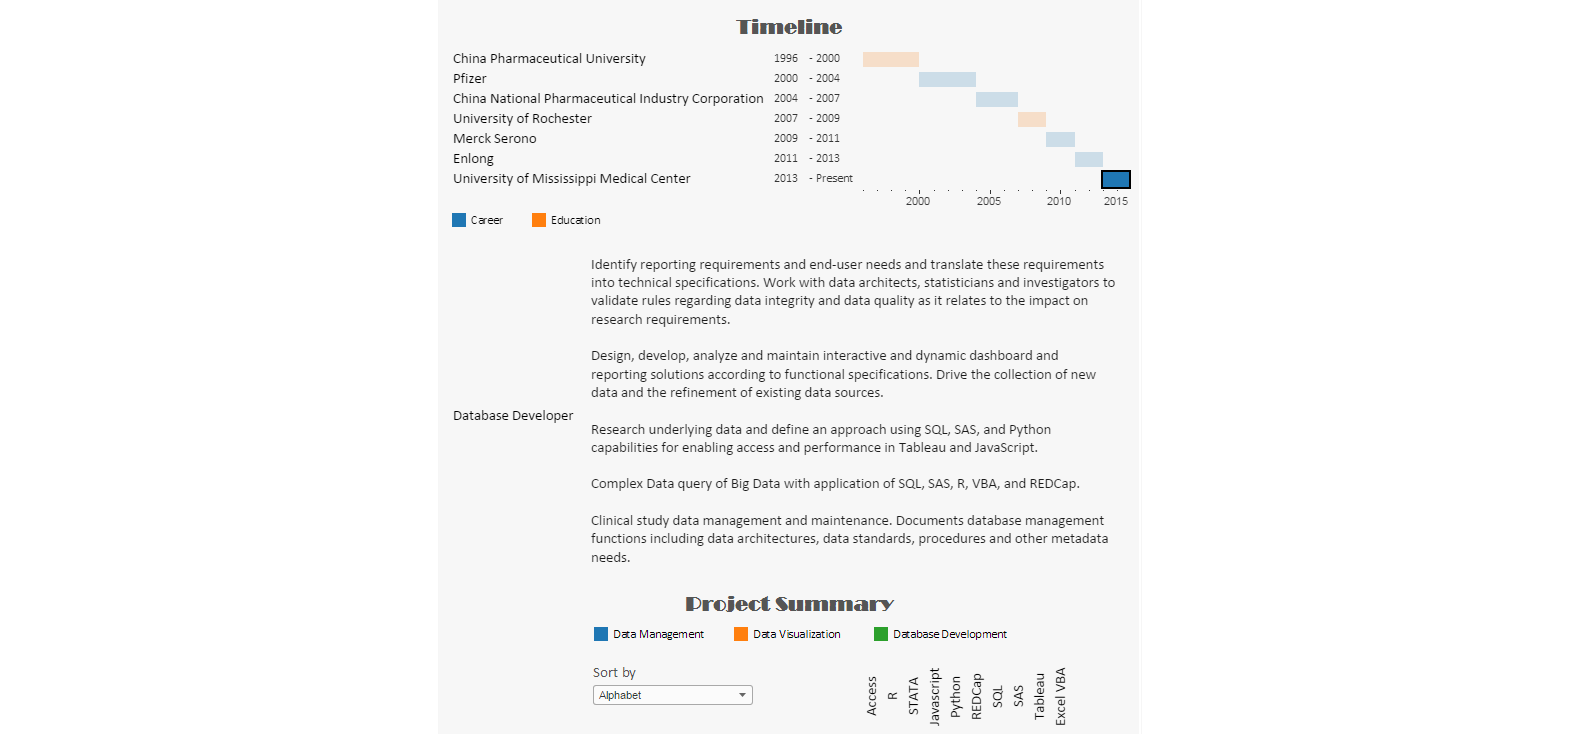 Timeline
China Pharmaceutical University 1996 - 2000
Pfizer 2000 - 2004
China National Pharmaceutical Industry Corporation 2004 - 2007
University of Rochester 2007 - 2009
Merck Serono 2009 - 2011
Enlong 2011 - 2013
University of Mississippi Medical Center 2013 - Present
2000 2005 2010 2015
Career Education
Database Developer
Identify reporting requirements and end-user needs and translate these requirements
into technical specifications. Work with data architects, statisticians and investigators to
validate rules regarding data integrity and data quality as it relates to the impact on
research requirements.
Design, develop, analyze and maintain interactive and dynamic dashboard and
reporting solutions according to functional specifications. Drive the collection of new
data and the refinement of existing data sources.
Research underlying data and define an approach using SQL, SAS, and Python
capabilities for enabling access and performance in Tableau and JavaScript.
Complex Data query of Big Data with application of SQL, SAS, R, VBA, and REDCap.
Clinical study data management and maintenance. Documents database management
functions including data architectures, data standards, procedures and other metadata
needs.
Project Summary
Data Management Data Visualization Database Development
Sort by
Alphabet
Access
R
STATA
Javascript
Python
REDCap
SQL
SAS
Tableau
Excel VBA